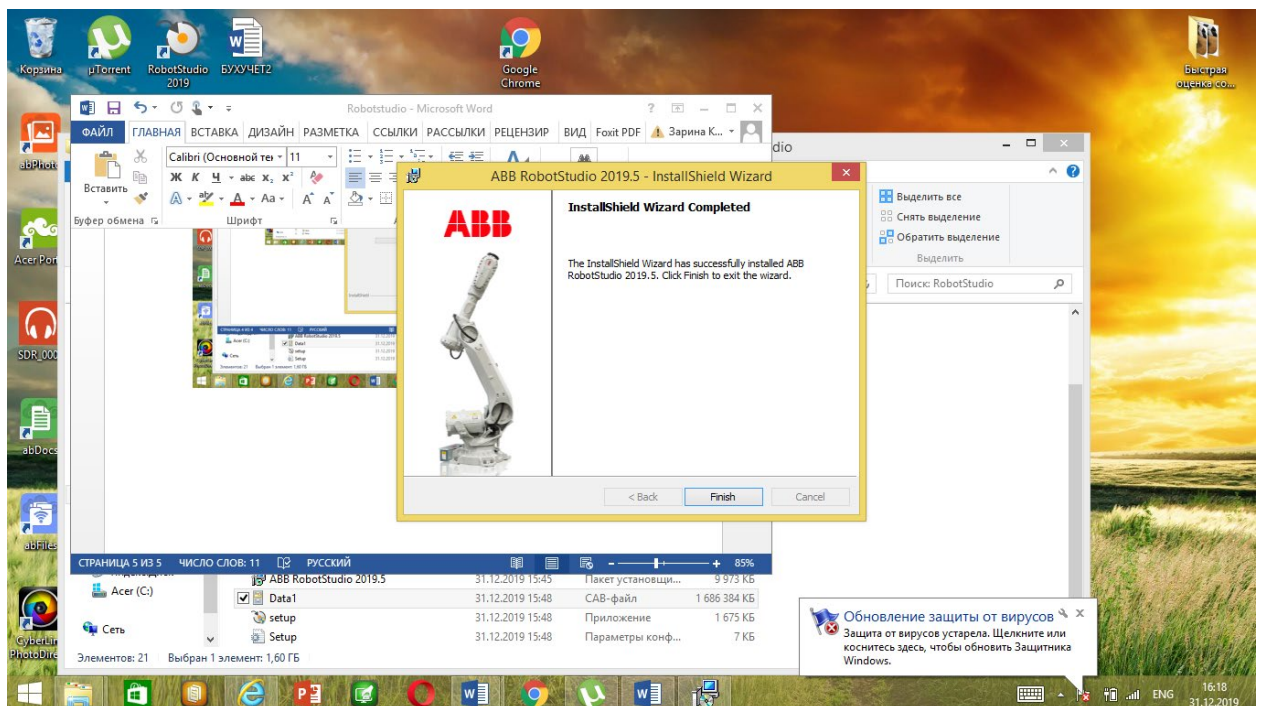 Корзина
µTorrent
RobotStudio
2019
БУХУЧЕТ2
Google
Chrome
Быстрая
оценка со...
abPhoto
Acer Port
SDR_000
abDocs
abFiles
CyberLin
PhotoDire
Robotstudio - Microsoft Word
ФАЙЛ ГЛАВНАЯ ВСТАВКА ДИЗАЙН РАЗМЕТКА ССЫЛКИ РАССЫЛКИ РЕЦЕНЗИР ВИД Foxit PDF Зарина К...
Вставить
Calibri (Основной тек 11
Ж К Ч abc x₂ x²
A Aa A A
Буфер обмена Шрифт
dio
Выделить все
Снять выделение
Обратить выделение
Выделить
Поиск: RobotStudio
ABB RobotStudio 2019.5 - InstallShield Wizard
ABB
InstallShield Wizard Completed
The InstallShield Wizard has successfully installed ABB
RobotStudio 2019.5. Click Finish to exit the wizard.
< Back Finish Cancel
СТРАНИЦА 5 ИЗ 5 ЧИСЛО СЛОВ: 11 РУССКИЙ 85%
ABB RobotStudio 2019.5 31.12.2019 15:45 Пакет установщи... 9 973 КБ
Acer (C:)
Data1 31.12.2019 15:48 CAB-файл 1 686 384 КБ
setup 31.12.2019 15:48 Приложение 1 675 КБ
Сеть
Setup 31.12.2019 15:48 Параметры конф... 7 КБ
Элементов: 21 Выбран 1 элемент: 1,60 ГБ
Обновление защиты от вирусов
Защита от вирусов устарела. Щелкните или
коснитесь здесь, чтобы обновить Защитника
Windows.
ENG
16:18
31.12.2019